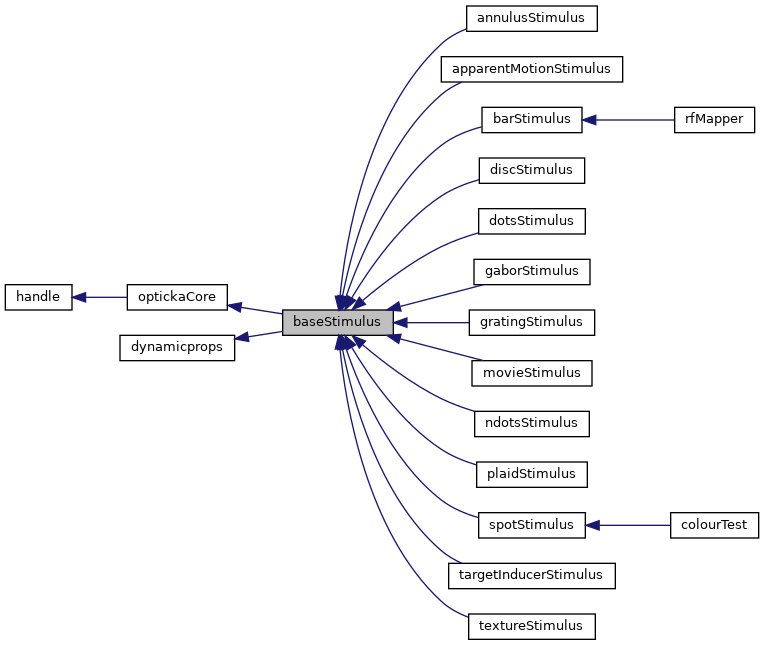 annulusStimulus
apparentMotionStimulus
barStimulus
rfMapper
discStimulus
dotsStimulus
gaborStimulus
handle
optickaCore
baseStimulus
gratingStimulus
dynamicprops
movieStimulus
ndotsStimulus
plaidStimulus
spotStimulus
colourTest
targetInducerStimulus
textureStimulus